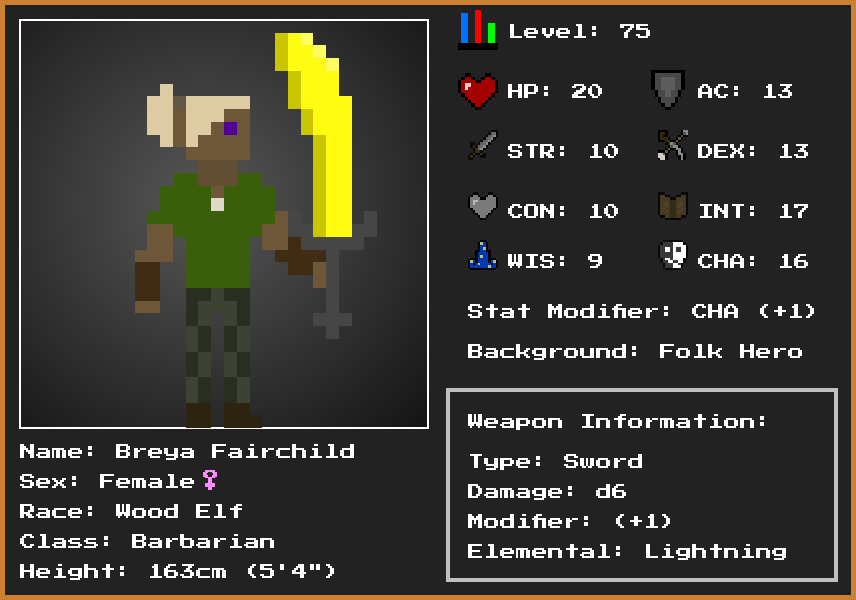 Level: 75
HP: 20 AC: 13
STR: 10 DEX: 13
CON: 10 INT: 17
WIS: 9 CHA: 16
Stat Modifier: CHA (+1)
Background: Folk Hero
Weapon Information:
Type: Sword
Damage: d6
Modifier: (+1)
Elemental: Lightning
Name: Breya Fairchild
Sex: Female♀
Race: Wood Elf
Class: Barbarian
Height: 163cm (5'4")